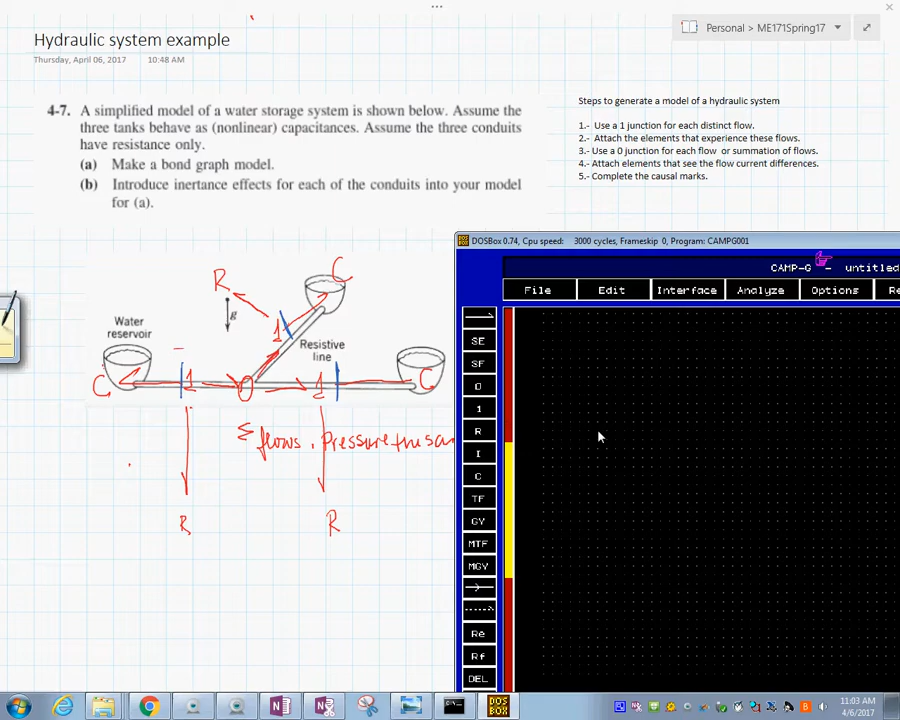 Personal > ME171Spring17
Hydraulic system example
Thursday, April 06, 2017 10:48 AM
4-7. A simplified model of a water storage system is shown below. Assume the
three tanks behave as (nonlinear) capacitances. Assume the three conduits
have resistance only.
(a) Make a bond graph model.
(b) Introduce inertance effects for each of the conduits into your model
for (a).
Steps to generate a model of a hydraulic system
1.- Use a 1 junction for each distinct flow.
2.- Attach the elements that experience these flows.
3.- Use a 0 junction for each flow or summation of flows.
4.- Attach elements that see the flow current differences.
5.- Complete the causal marks.
R
C
g
1
Water
reservoir
Resistive
line
C
1
0
1
C
Σ flows. Pressure the sam
R
R
DOSBox 0.74, Cpu speed: 3000 cycles, Frameskip 0, Program: CAMPG001
CAMP-G - untitled
File Edit Interface Analyze Options Re
SE
SF
0
1
R
I
C
TF
GY
MTF
MGY
Re
Rf
DEL
DOS
BOX
11:03 AM
4/6/2017